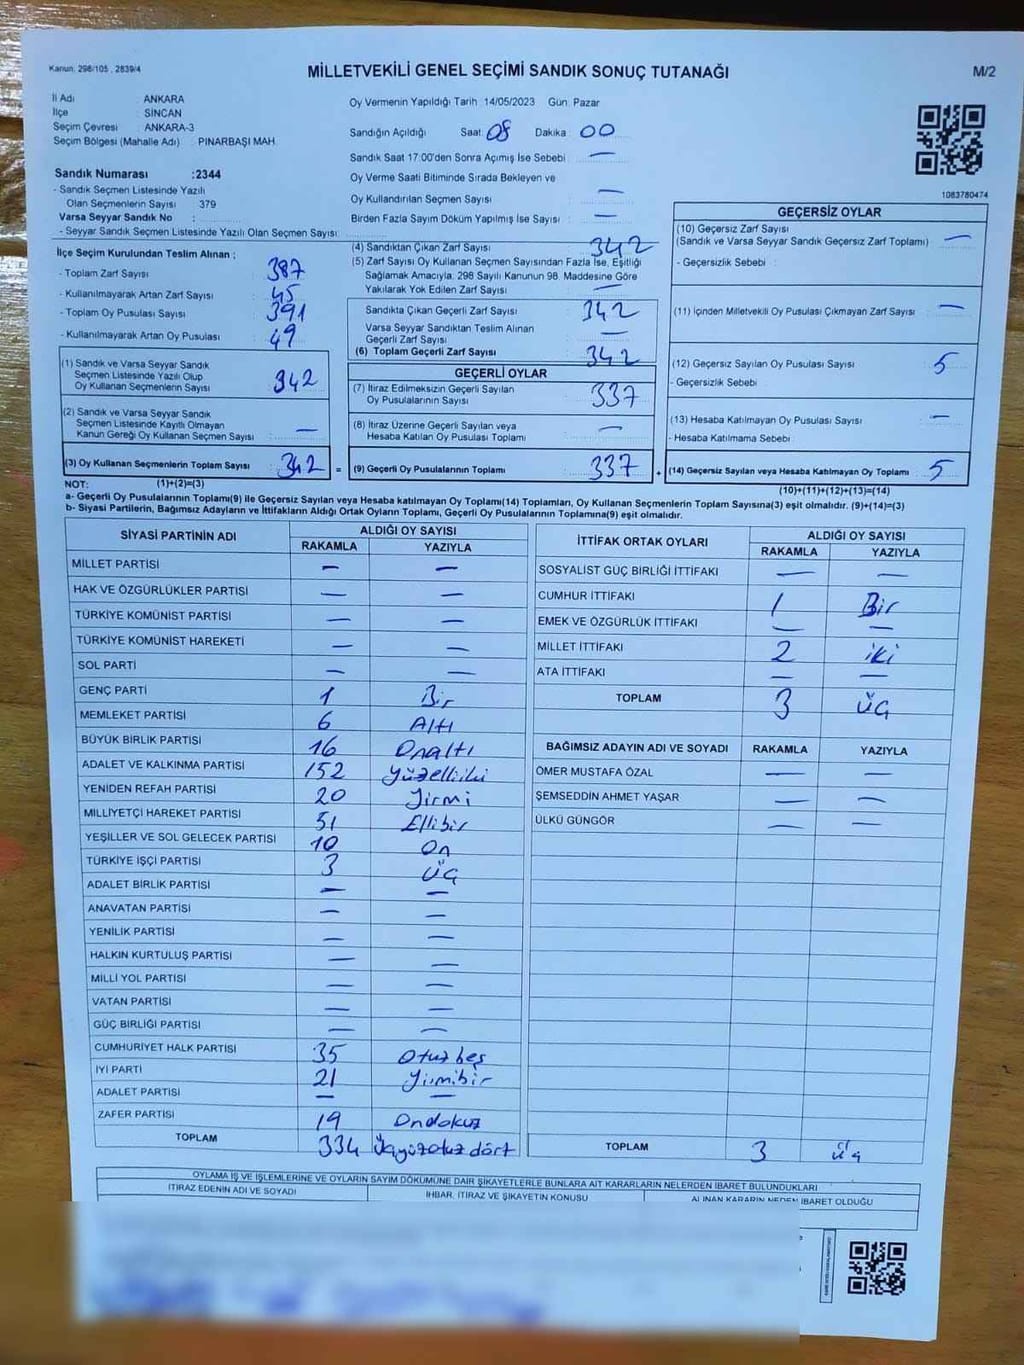 Kanun: 298/105 , 2839/4
MİLLETVEKİLİ GENEL SEÇİMİ SANDIK SONUÇ TUTANAĞI
M/2
İl Adı ANKARA
İlçe SİNCAN
Seçim Çevresi : ANKARA-3
Seçim Bölgesi (Mahalle Adı) : PINARBAŞI MAH.
Sandık Numarası :2344
- Sandık Seçmen Listesinde Yazılı
Olan Seçmenlerin Sayısı 379
Varsa Seyyar Sandık No :
- Seyyar Sandık Seçmen Listesinde Yazılı Olan Seçmen Sayısı:
Oy Vermenin Yapıldığı Tarih 14/05/2023 Gün: Pazar
Sandığın Açıldığı Saat: 08 Dakika: 00
Sandık Saat 17:00'den Sonra Açımış İse Sebebi : —
Oy Verme Saati Bitiminde Sırada Bekleyen ve
Oy Kullandırılan Seçmen Sayısı : —
Birden Fazla Sayım Döküm Yapılmış İse Sayısı : —
1083780474
İlçe Seçim Kurulundan Teslim Alınan ;
- Toplam Zarf Sayısı : 387
- Kullanılmayarak Artan Zarf Sayısı : 45
- Toplam Oy Pusulası Sayısı : 391
- Kullanılmayarak Artan Oy Pusulası : 49
(1) Sandık ve Varsa Seyyar Sandık
Seçmen Listesinde Yazılı Olup
Oy Kullanan Seçmenlerin Sayısı : 342
(2) Sandık ve Varsa Seyyar Sandık
Seçmen Listesinde Kayıtlı Olmayan
Kanun Gereği Oy Kullanan Seçmen Sayısı : —
(3) Oy Kullanan Seçmenlerin Toplam Sayısı : 342 =
(4) Sandıktan Çıkan Zarf Sayısı : 342
(5) Zarf Sayısı Oy Kullanan Seçmen Sayısından Fazla İse, Eşitliği
Sağlamak Amacıyla, 298 Sayılı Kanunun 98. Maddesine Göre
Yakılarak Yok Edilen Zarf Sayısı : —
Sandıkta Çıkan Geçerli Zarf Sayısı : 342
Varsa Seyyar Sandıktan Teslim Alınan
Geçerli Zarf Sayısı : —
(6) Toplam Geçerli Zarf Sayısı : 342
GEÇERLİ OYLAR
(7) İtiraz Edilmeksizin Geçerli Sayılan
Oy Pusulalarının Sayısı : 337
(8) İtiraz Üzerine Geçerli Sayılan veya
Hesaba Katılan Oy Pusulası Toplamı : —
(9) Geçerli Oy Pusulalarının Toplamı : 337 +
GEÇERSİZ OYLAR
(10) Geçersiz Zarf Sayısı
(Sandık ve Varsa Seyyar Sandık Geçersiz Zarf Toplamı) : —
- Geçersizlik Sebebi :
(11) İçinden Milletvekili Oy Pusulası Çıkmayan Zarf Sayısı : —
(12) Geçersiz Sayılan Oy Pusulası Sayısı : 5
- Geçersizlik Sebebi
(13) Hesaba Katılmayan Oy Pusulası Sayısı : —
- Hesaba Katılmama Sebebi
(14) Geçersiz Sayılan veya Hesaba Katılmayan Oy Toplamı : 5
NOT: (1)+(2)=(3)
(10)+(11)+(12)+(13)=(14)
a- Geçerli Oy Pusulalarının Toplamı(9) ile Geçersiz Sayılan veya Hesaba katılmayan Oy Toplamı(14) Toplamları, Oy Kullanan Seçmenlerin Toplam Sayısına(3) eşit olmalıdır. (9)+(14)=(3)
b- Siyasi Partilerin, Bağımsız Adayların ve İttifakların Aldığı Ortak Oyların Toplamı, Geçerli Oy Pusulalarının Toplamına(9) eşit olmalıdır.
SİYASİ PARTİNİN ADI ALDIĞI OY SAYISI
RAKAMLA YAZIYLA
MİLLET PARTİSİ — —
HAK VE ÖZGÜRLÜKLER PARTİSİ — —
TÜRKİYE KOMÜNİST PARTİSİ — —
TÜRKİYE KOMÜNİST HAREKETİ — —
SOL PARTİ — —
GENÇ PARTİ 1 Bir
MEMLEKET PARTİSİ 6 Altı
BÜYÜK BİRLİK PARTİSİ 16 Onaltı
ADALET VE KALKINMA PARTİSİ 152 Yüzelliiki
YENİDEN REFAH PARTİSİ 20 Yirmi
MİLLİYETÇİ HAREKET PARTİSİ 51 Ellibir
YEŞİLLER VE SOL GELECEK PARTİSİ 10 On
TÜRKİYE İŞÇİ PARTİSİ 3 Üç
ADALET BİRLİK PARTİSİ — —
ANAVATAN PARTİSİ — —
YENİLİK PARTİSİ — —
HALKIN KURTULUŞ PARTİSİ — —
MİLLİ YOL PARTİSİ — —
VATAN PARTİSİ — —
GÜÇ BİRLİĞİ PARTİSİ — —
CUMHURİYET HALK PARTİSİ 35 Otuzbeş
İYİ PARTİ 21 Yirmibir
ADALET PARTİSİ — —
ZAFER PARTİSİ 19 Ondokuz
TOPLAM 334 Üçyüzotuzdört
İTTİFAK ORTAK OYLARI ALDIĞI OY SAYISI
RAKAMLA YAZIYLA
SOSYALİST GÜÇ BİRLİĞİ İTTİFAKI — —
CUMHUR İTTİFAKI 1 Bir
EMEK VE ÖZGÜRLÜK İTTİFAKI — —
MİLLET İTTİFAKI 2 iki
ATA İTTİFAKI — —
TOPLAM 3 Üç
BAĞIMSIZ ADAYIN ADI VE SOYADI RAKAMLA YAZIYLA
ÖMER MUSTAFA ÖZAL — —
ŞEMSEDDİN AHMET YAŞAR — —
ÜLKÜ GÜNGÖR — —
TOPLAM 3 Üç
OYLAMA İŞ VE İŞLEMLERİNE VE OYLARIN SAYIM DÖKÜMÜNE DAİR ŞİKAYETLERLE BUNLARA AİT KARARLARIN NELERDEN İBARET BULUNDUKLARI
İTİRAZ EDENİN ADI VE SOYADI İHBAR, İTİRAZ VE ŞİKAYETİN KONUSU ALINAN KARARIN NEDEN İBARET OLDUĞU